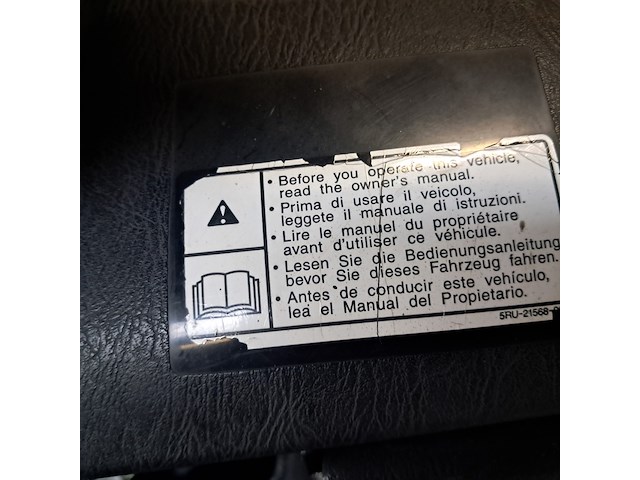 • Before you operate this vehicle,
read the owner's manual.
• Prima di usare il veicolo,
leggete il manuale di istruzioni.
• Lire le manuel du propriétaire
avant d'utiliser ce véhicule.
• Lesen Sie die Bedienungsanleitung
bevor Sie dieses Fahrzeug fahren.
• Antes de conducir este vehículo,
lea el Manual del Propietario.
5RU-21568-